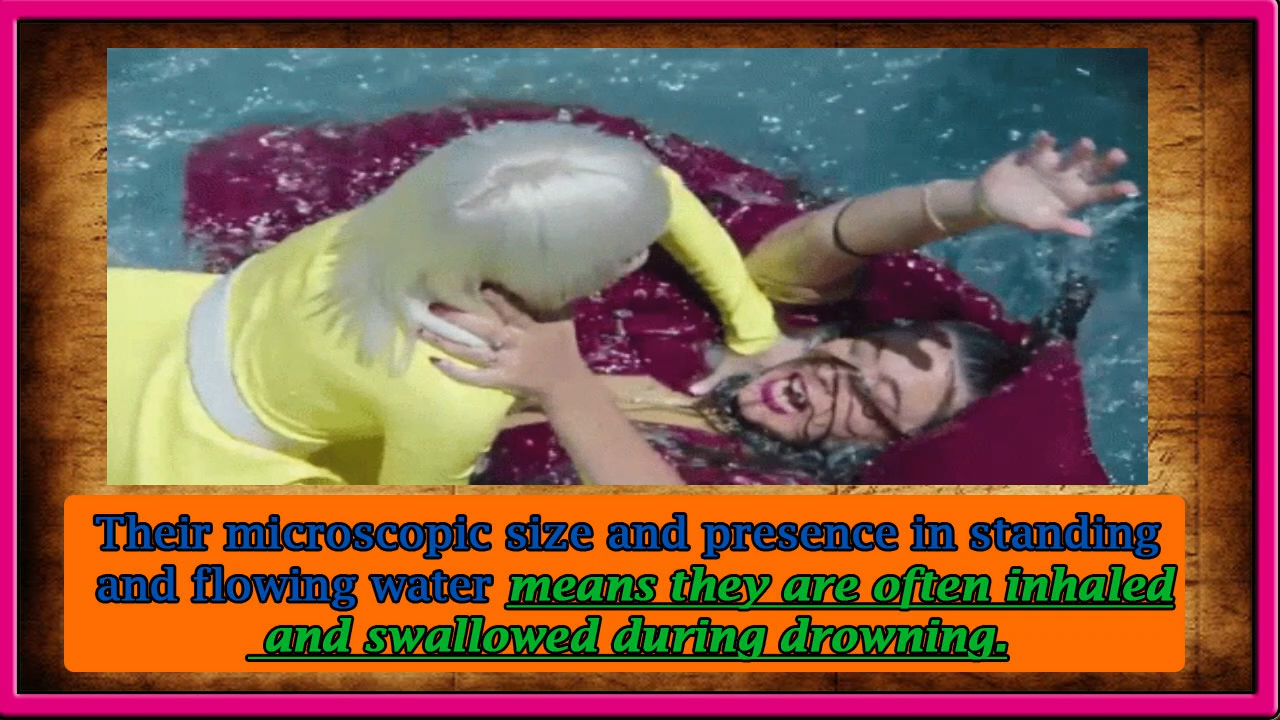 Their microscopic size and presence in standing
and flowing water means they are often inhaled
and swallowed during drowning.